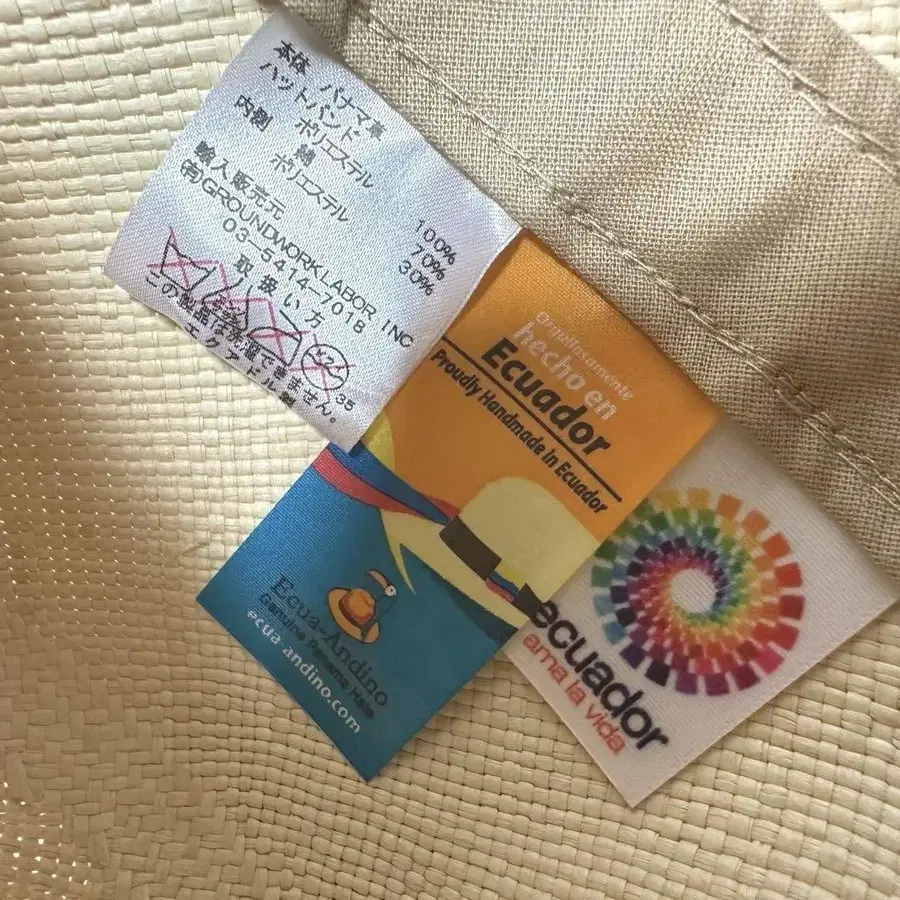 本体 パナマ草
ハットバンド
ポリエステル 100%
内側 綿 70%
ポリエステル 30%
輸入販売元
(有)GROUNDWORK LABOR INC
03-5414-7018
取扱い方
この製品は洗濯できません。
エクアドル製
35
Orgullosamente
hecho en
Ecuador
Proudly Handmade in Ecuador
Ecua-Andino
Genuine Panama Hats
ecua-andino.com
ecuador
ama la vida